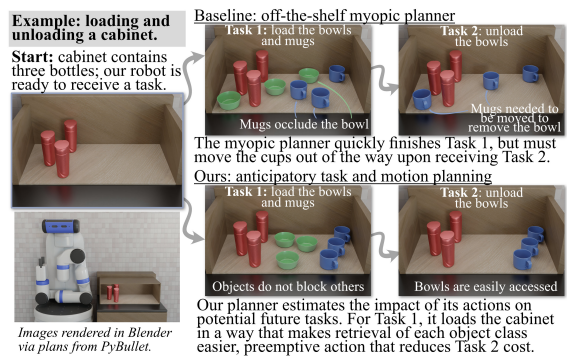 Example: loading and
unloading a cabinet.
Start: cabinet contains
three bottles; our robot is
ready to receive a task.
Images rendered in Blender
via plans from PyBullet.
Baseline: off-the-shelf myopic planner
Task 1: load the bowls
and mugs
Mugs occlude the bowl
Task 2: unload
the bowls
Mugs needed to
be moved to
remove the bowl
The myopic planner quickly finishes Task 1, but must
move the cups out of the way upon receiving Task 2.
Ours: anticipatory task and motion planning
Task 1: load the bowls
and mugs
Objects do not block others
Task 2: unload
the bowls
Bowls are easily accessed
Our planner estimates the impact of its actions on
potential future tasks. For Task 1, it loads the cabinet
in a way that makes retrieval of each object class
easier, preemptive action that reduces Task 2 cost.